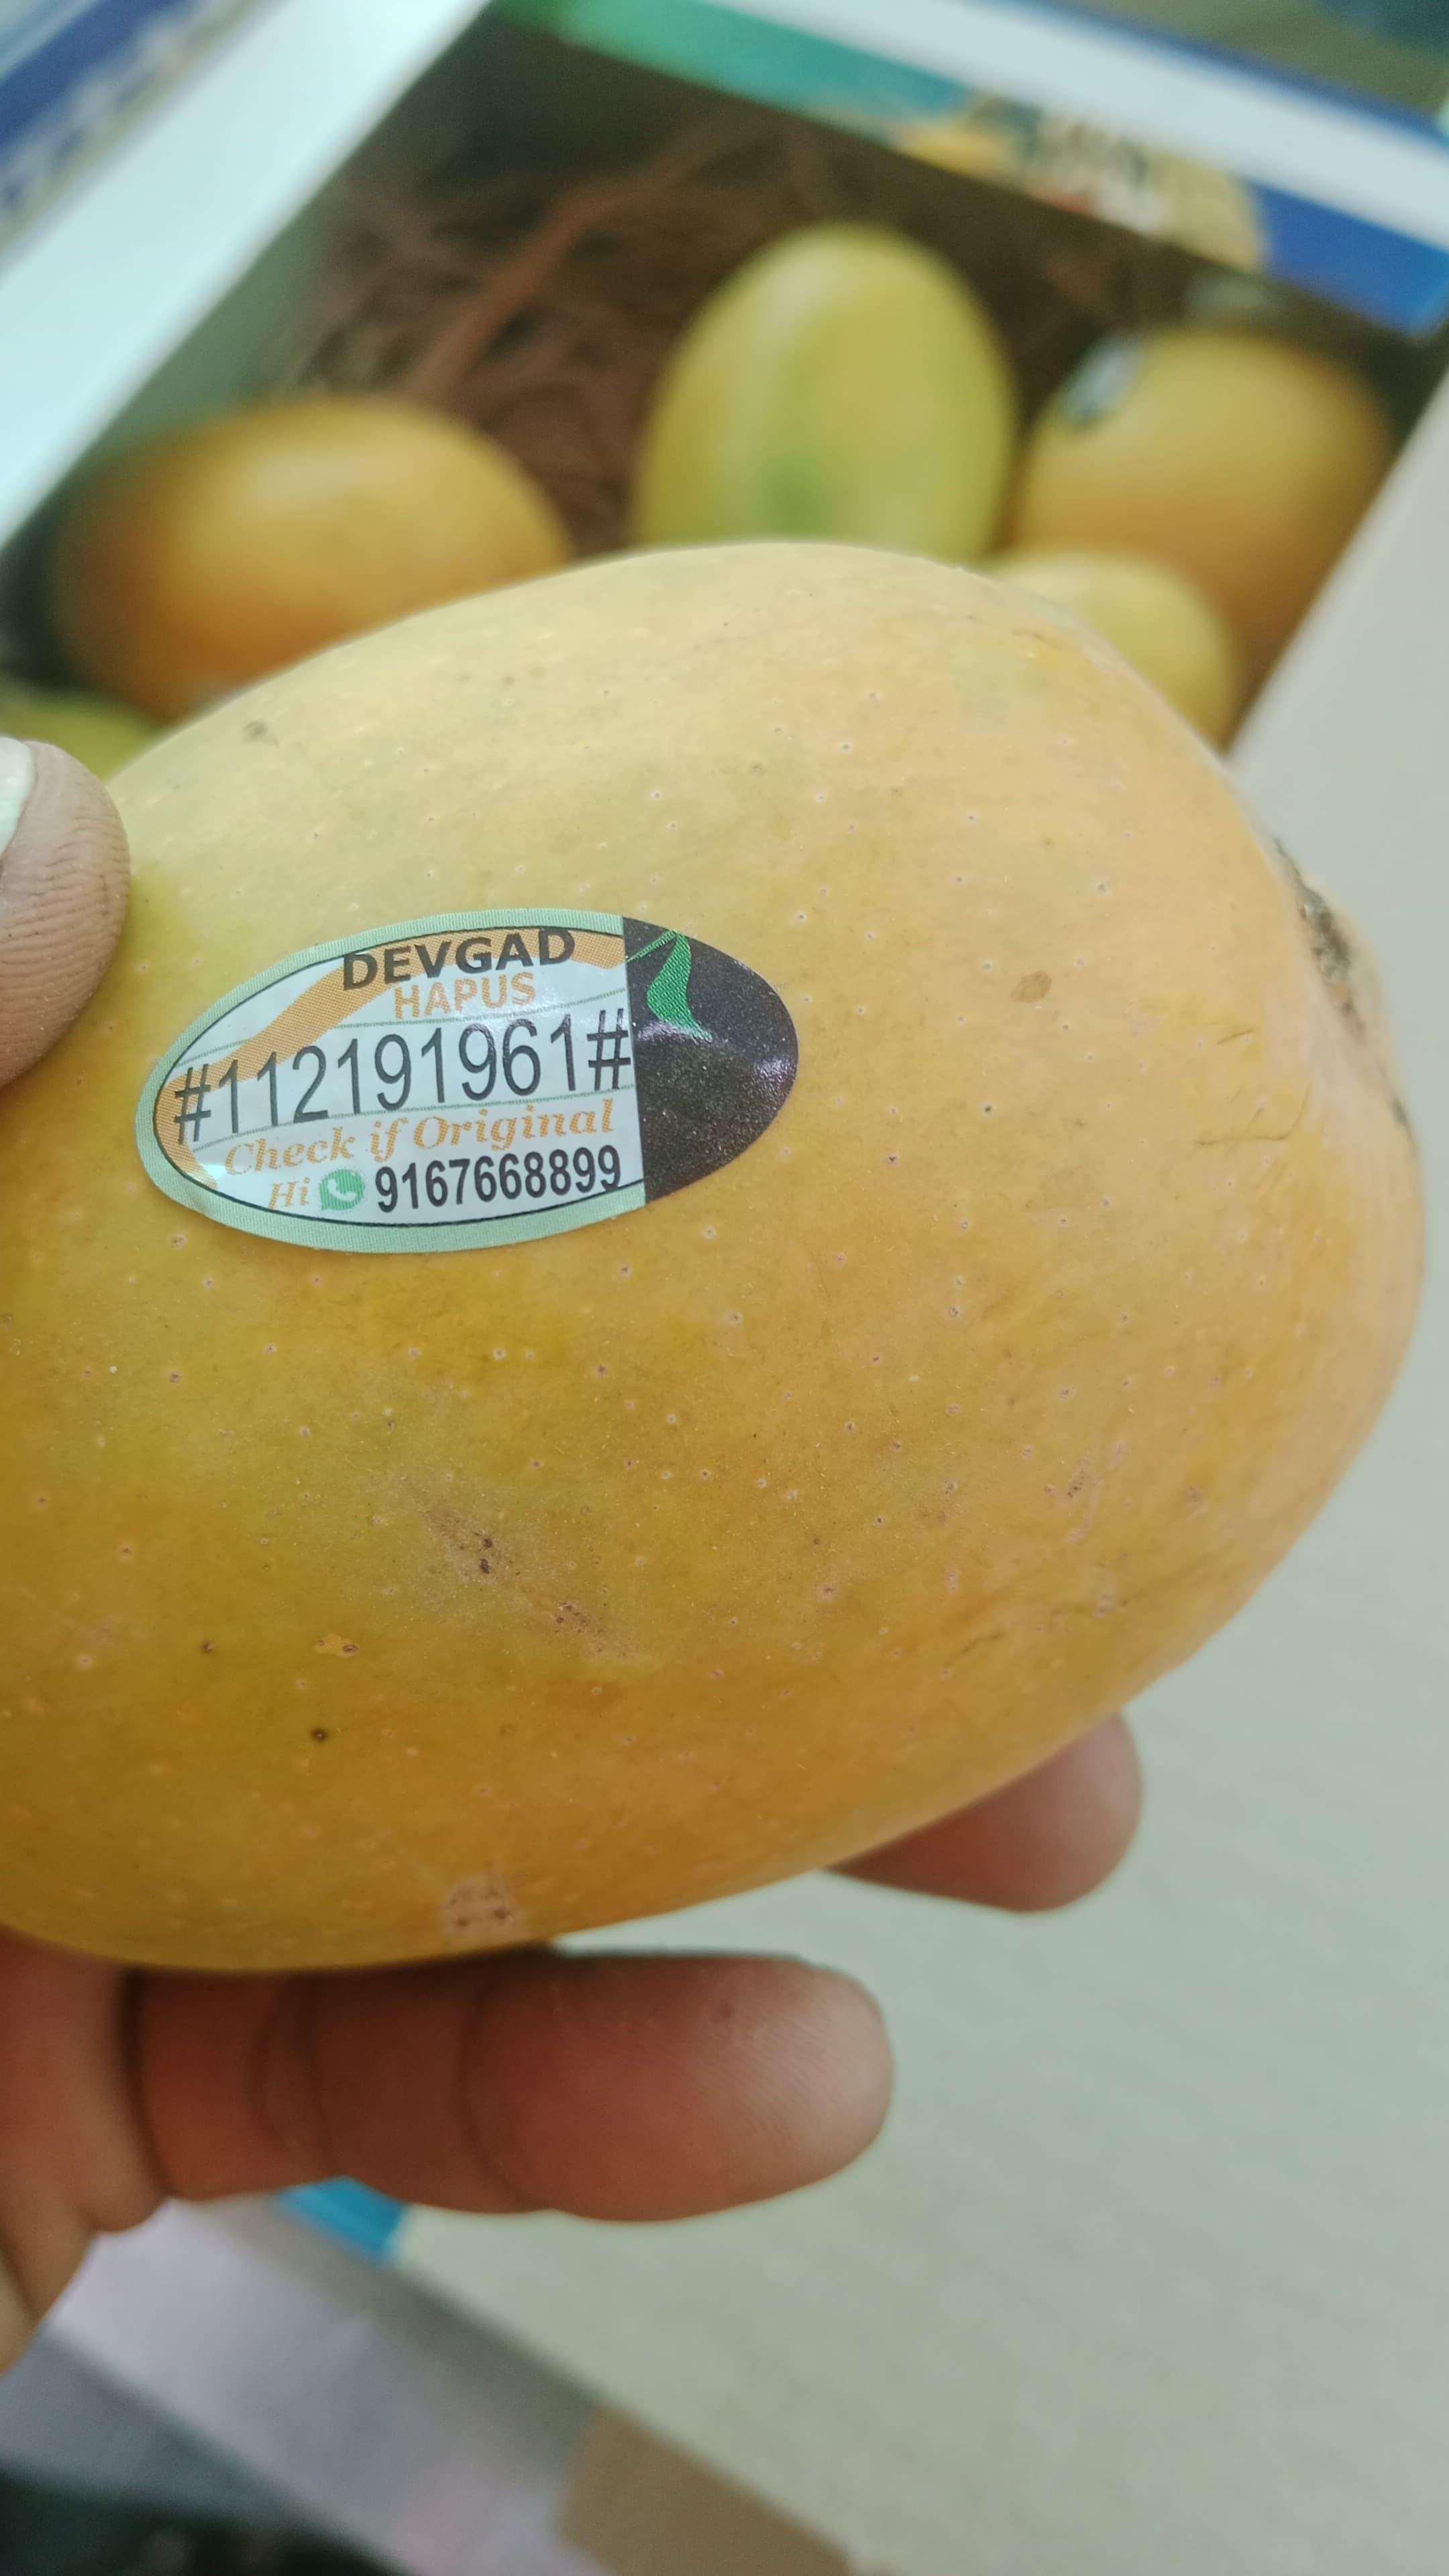 DEVGAD
HAPUS
#112191961#
Check if Original
Hi 9167668899